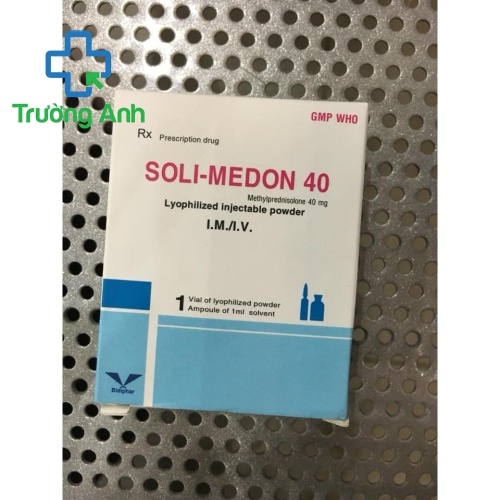 Trường Anh
GMP WHO
Rx Prescription drug
SOLI-MEDON 40
Methylprednisolone 40 mg
Lyophilized injectable powder
I.M./I.V.
1 Vial of lyophilized powder
Ampoule of 1ml solvent
Bidiphar